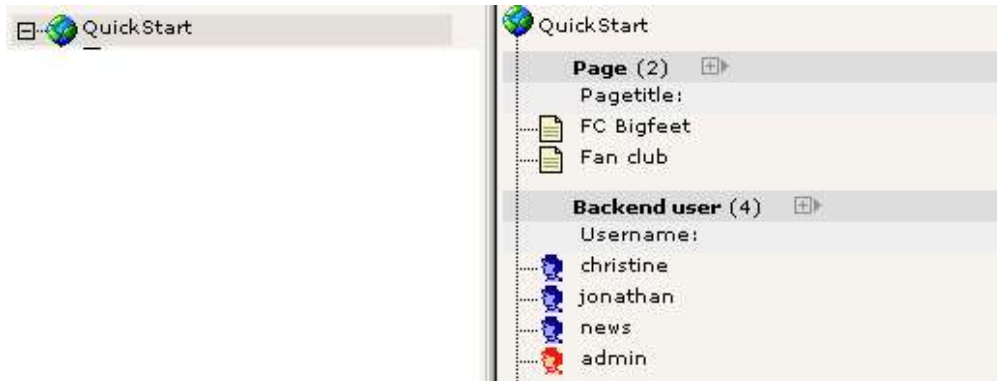 QuickStart
QuickStart
Page (2)
Pagetitle:
FC Bigfeet
Fan club
Backend user (4)
Username:
christine
jonathan
news
admin